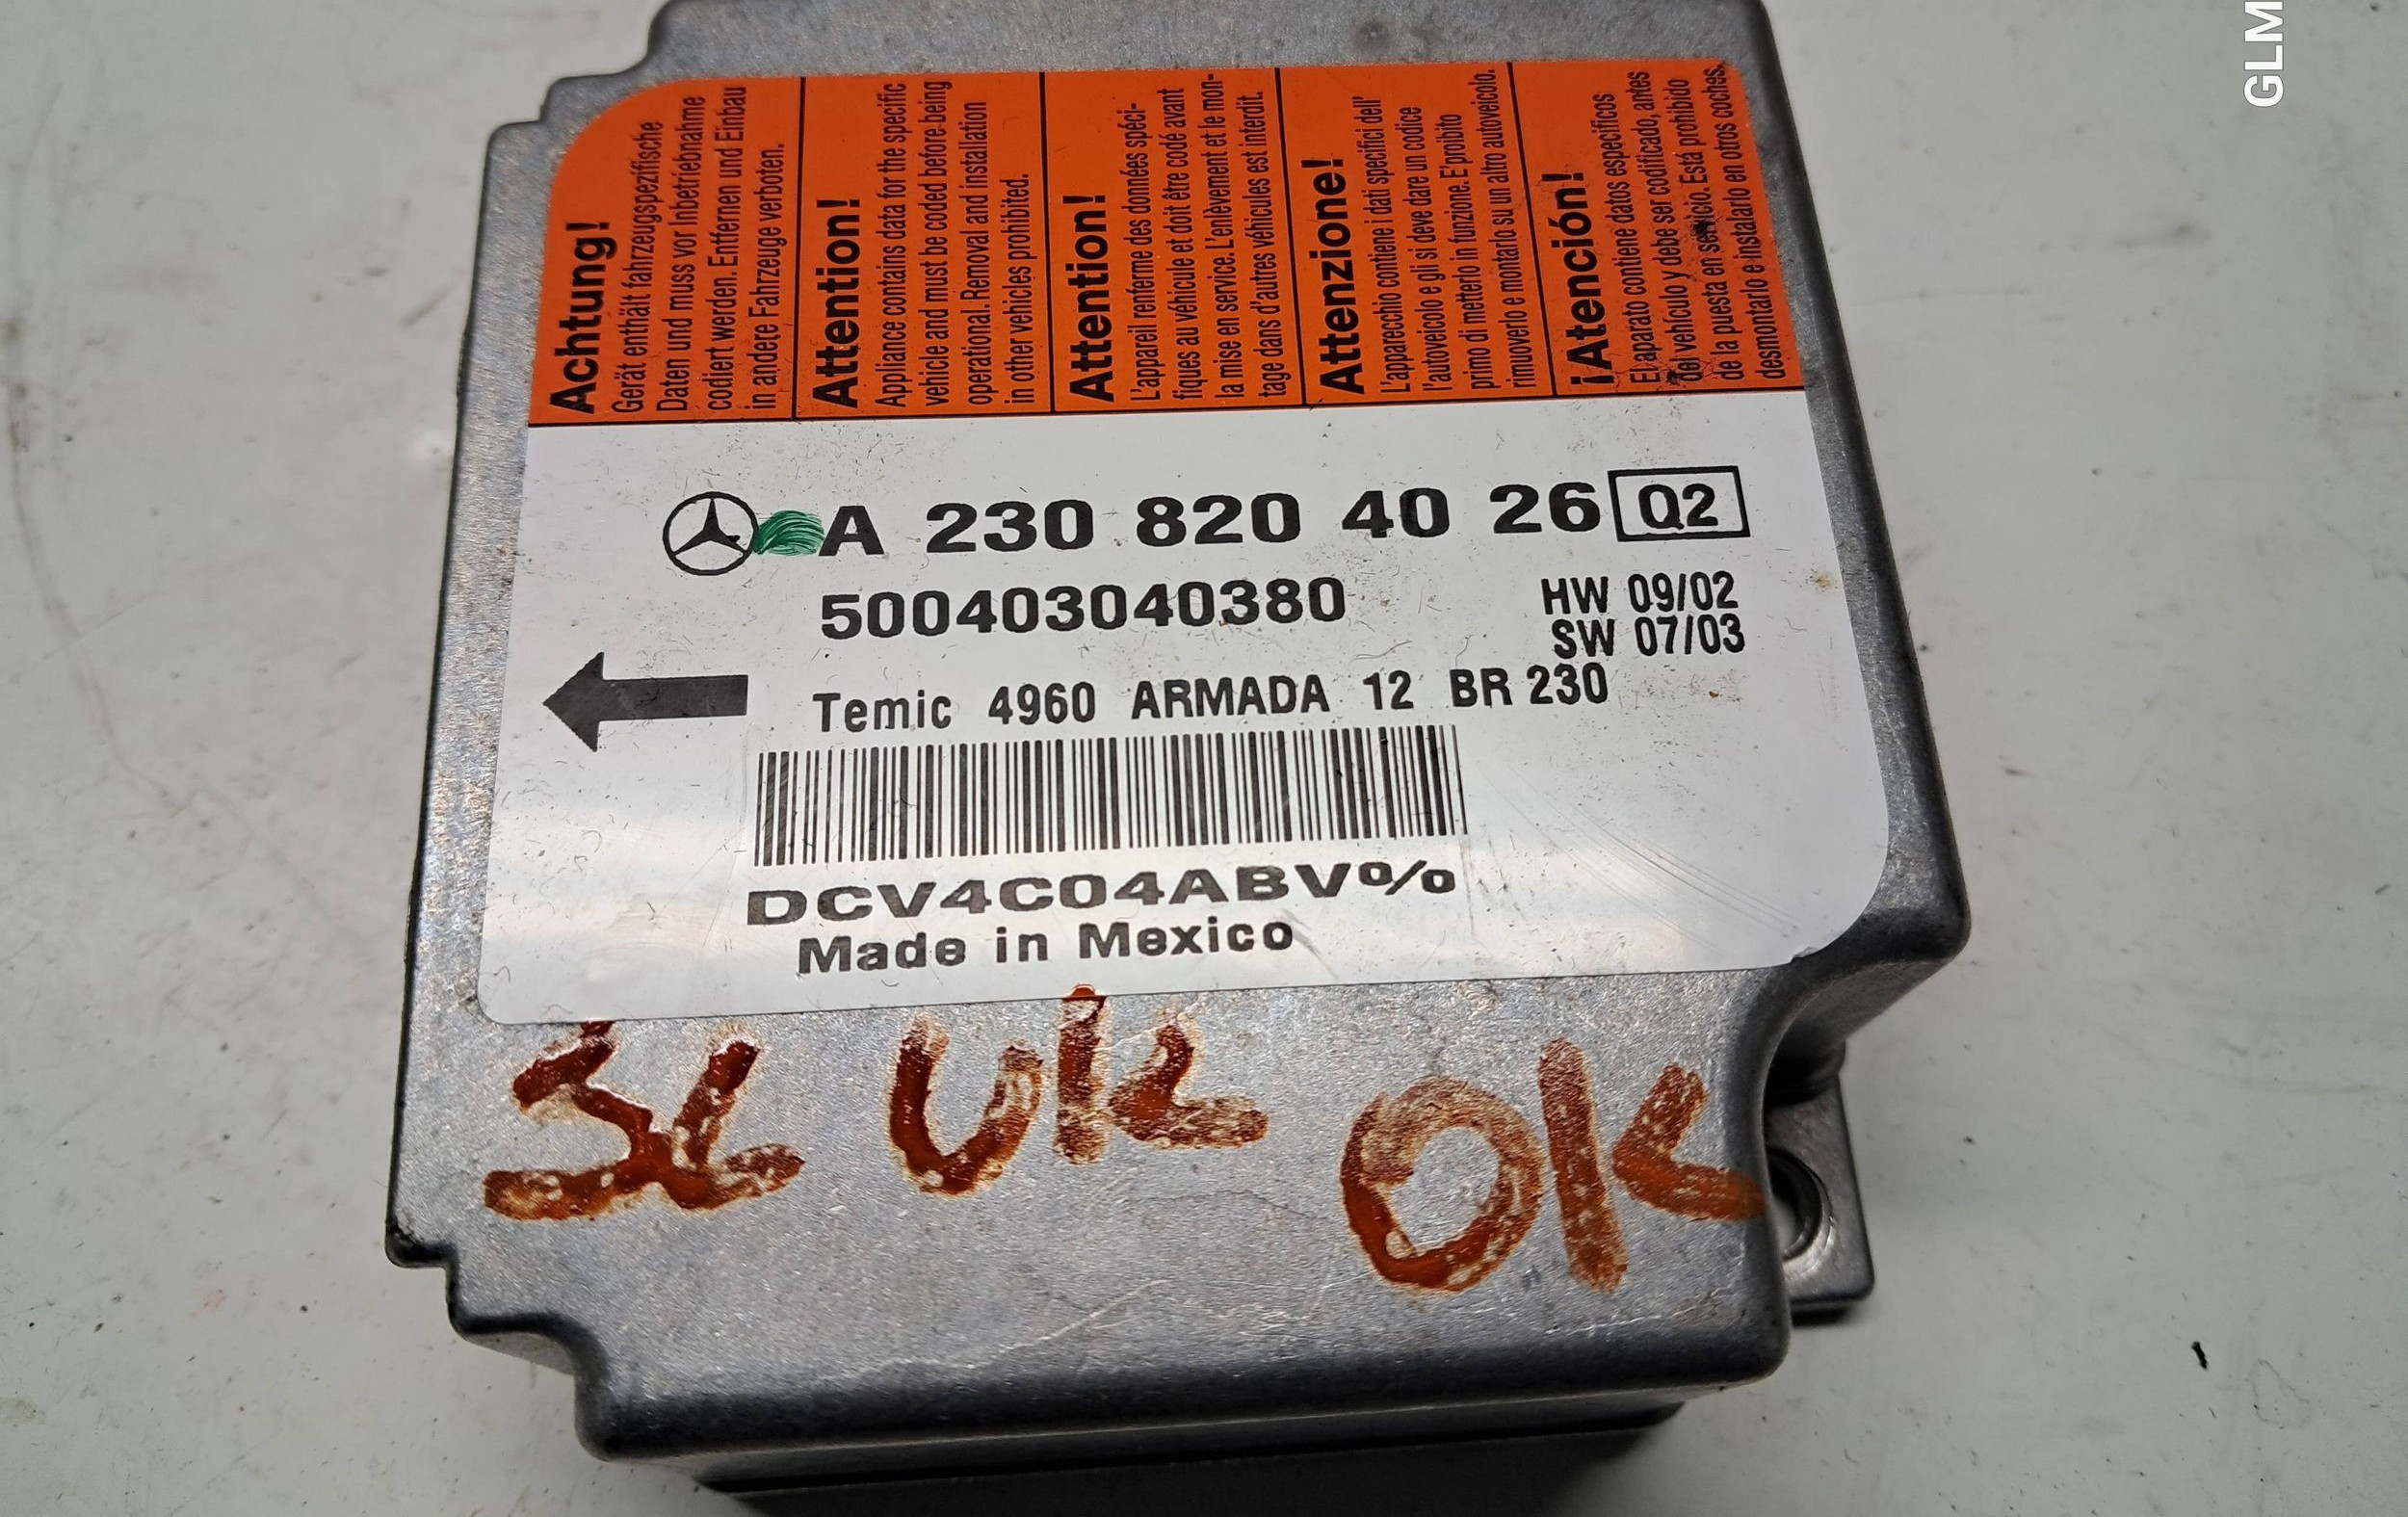 Achtung!
Gerät enthält fahrzeugspezifische
Daten und muss vor Inbetriebnahme
codiert werden. Entfernen und Einbau
in andere Fahrzeuge verboten.
Attention!
Appliance contains data for the specific
vehicle and must be coded before being
operational. Removal and installation
in other vehicles prohibited.
Attention!
L'appareil renferme des données spéci-
fiques au véhicule et doit être codé avant
la mise en service. L'enlèvement et le mon-
tage dans d'autres véhicules est interdit.
Attenzione!
L'apparecchio contiene i dati specifici dell'
l'autoveicolo e gli si deve dare un codice
primo di metterlo in funzione. E'proibito
rimuoverlo e montarlo su un altro autoveicolo.
¡Atención!
El aparato contiene datos específicos
del vehículo y debe ser codificado, antes
de la puesta en servicio. Está prohibido
desmontarlo e instalarlo en otros coches.
A 230 820 40 26 Q2
500403040380
HW 09/02
SW 07/03
Temic 4960 ARMADA 12 BR 230
DCV4C04ABV%
Made in Mexico
SL UK OK
GLM